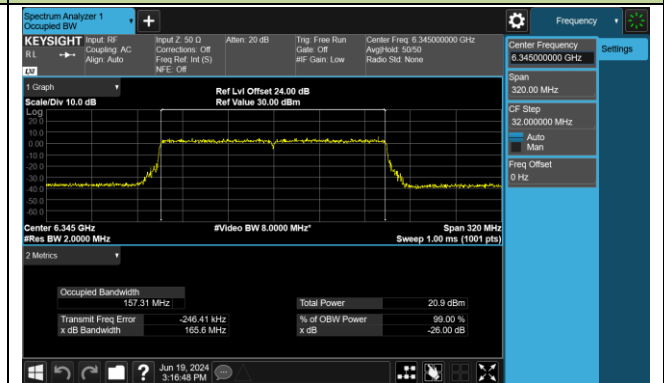 Spectrum Analyzer 1
Occupied BW
Frequency
KEYSIGHT
Input: RF
Coupling: AC
Align: Auto
Input Z: 50 Ω
Corrections: Off
Freq Ref: Int (S)
NFE: Off
Atten: 20 dB
Trig: Free Run
Gate: Off
#IF Gain: Low
Center Freq: 6.345000000 GHz
Avg|Hold: 50/50
Radio Std: None
R L
LXI
1 Graph
Scale/Div 10.0 dB
Ref Lvl Offset 24.00 dB
Ref Value 30.00 dBm
Log
20.0
10.0
0.00
-10.0
-20.0
-30.0
-40.0
-50.0
-60.0
Center 6.345 GHz
#Res BW 2.0000 MHz
#Video BW 8.0000 MHz*
Span 320 MHz
Sweep 1.00 ms (1001 pts)
2 Metrics
Occupied Bandwidth
157.31 MHz
Total Power 20.9 dBm
Transmit Freq Error -246.41 kHz
% of OBW Power 99.00 %
x dB Bandwidth 165.6 MHz
x dB -26.00 dB
Center Frequency
6.345000000 GHz
Settings
Span
320.00 MHz
CF Step
32.000000 MHz
Auto
Man
Freq Offset
0 Hz
?
Jun 19, 2024
3:16:48 PM